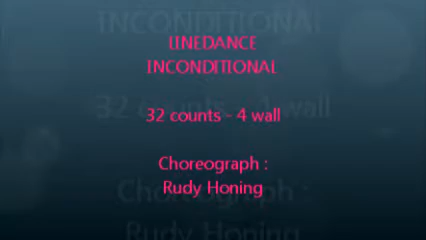 LINEDANCE
INCONDITIONAL
32 counts - 4 wall
Choreograph :
Rudy Honing